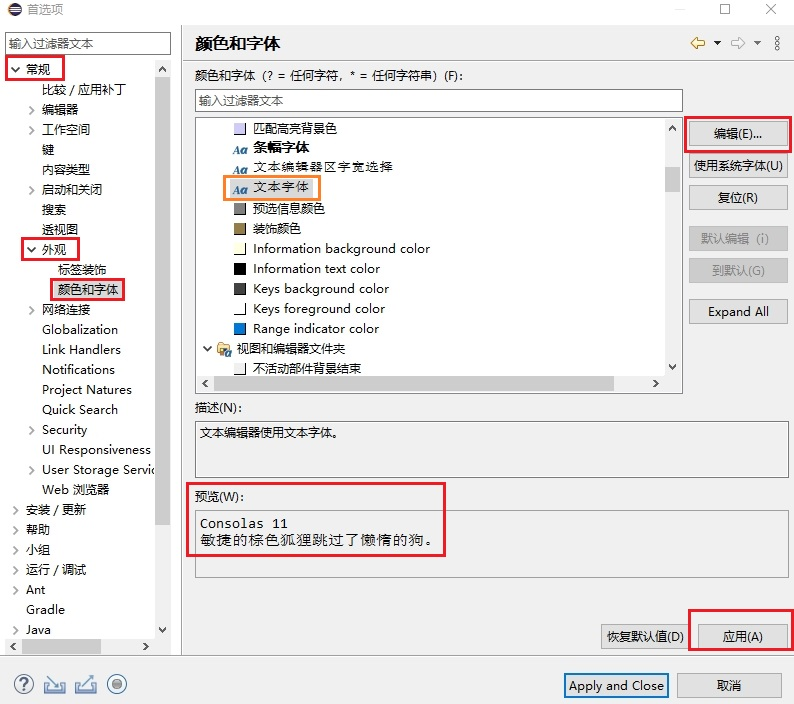 首选项
输入过滤器文本
常规
比较 / 应用补丁
编辑器
工作空间
键
内容类型
启动和关闭
搜索
透视图
外观
标签装饰
颜色和字体
网络连接
Globalization
Link Handlers
Notifications
Project Natures
Quick Search
Security
UI Responsiveness
User Storage Servic
Web 浏览器
安装 / 更新
帮助
小组
运行 / 调试
Ant
Gradle
Java
颜色和字体
颜色和字体（? = 任何字符，* = 任何字符串）(F):
输入过滤器文本
匹配高亮背景色
Aa 条幅字体
Aa 文本编辑器区字宽选择
Aa 文本字体
预选信息颜色
装饰颜色
Information background color
Information text color
Keys background color
Keys foreground color
Range indicator color
视图和编辑器文件夹
不活动部件背景结束
编辑(E)...
使用系统字体(U)
复位(R)
默认编辑（i）
到默认(G)
Expand All
描述(N):
文本编辑器使用文本字体。
预览(W):
Consolas 11
敏捷的棕色狐狸跳过了懒惰的狗。
恢复默认值(D)
应用(A)
Apply and Close
取消